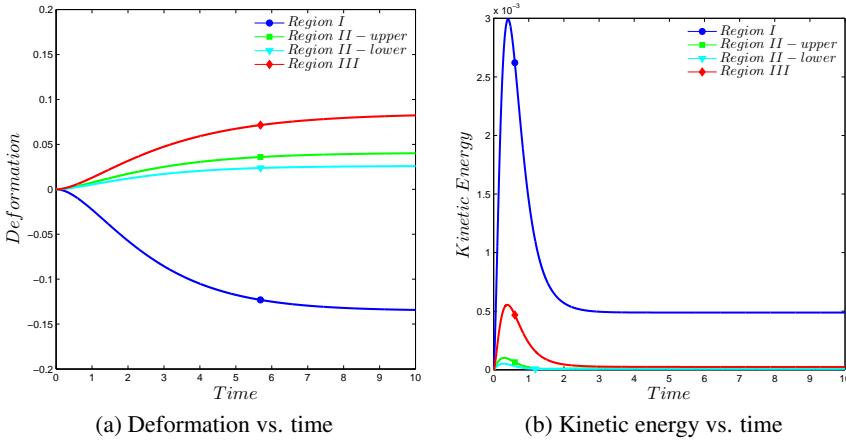 0.2
0.15
0.1
0.05
0
−0.05
−0.1
−0.15
−0.2
0 1 2 3 4 5 6 7 8 9 10
Deformation
Time
Region I
Region II − upper
Region II − lower
Region III
(a) Deformation vs. time
x 10⁻³
3
2.5
2
1.5
1
0.5
0
0 1 2 3 4 5 6 7 8 9 10
Kinetic Energy
Time
Region I
Region II − upper
Region II − lower
Region III
(b) Kinetic energy vs. time